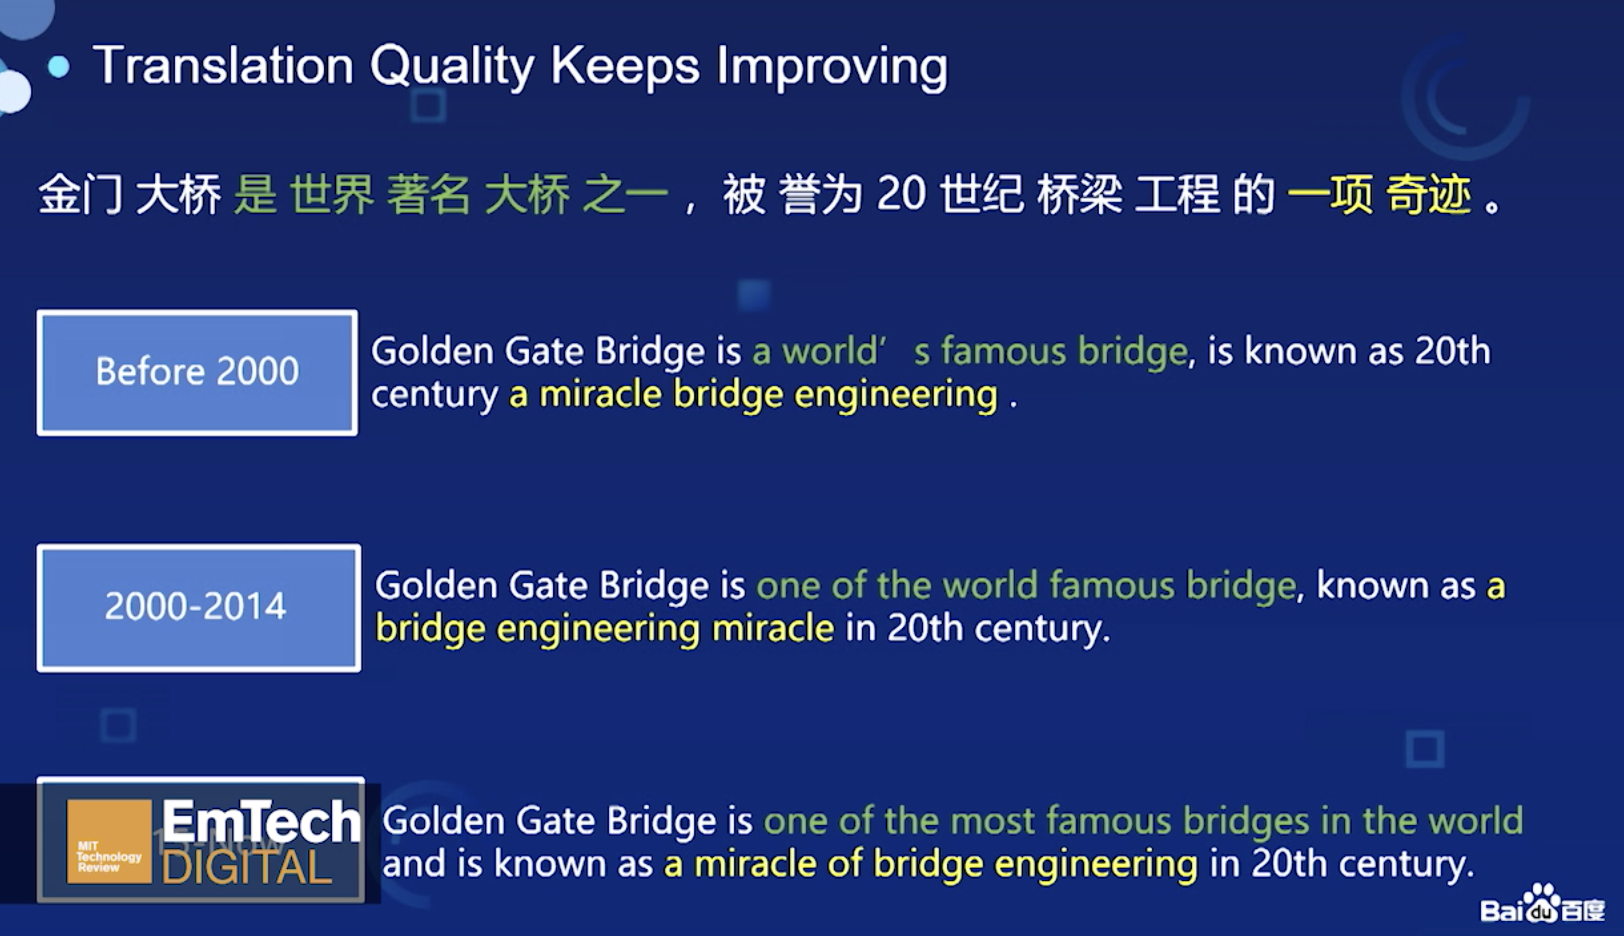 Translation Quality Keeps Improving
金门 大桥 是 世界 著名 大桥 之一 ，被 誉为 20 世纪 桥梁 工程 的 一项 奇迹 。
Before 2000
Golden Gate Bridge is a world’ s famous bridge, is known as 20th
century a miracle bridge engineering .
2000-2014
Golden Gate Bridge is one of the world famous bridge, known as a
bridge engineering miracle in 20th century.
MIT
Technology
Review
EmTech
DIGITAL
Golden Gate Bridge is one of the most famous bridges in the world
and is known as a miracle of bridge engineering in 20th century.
Bai du 百度